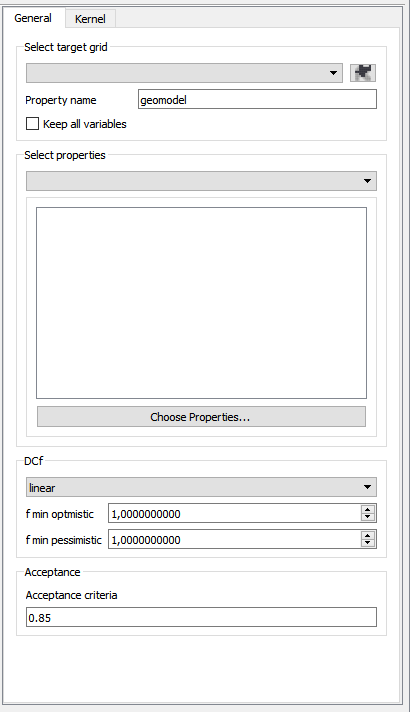 General Kernel
Select target grid
Property name geomodel
Keep all variables
Select properties
Choose Properties...
DCf
linear
f min optmistic 1,0000000000
f min pessimistic 1,0000000000
Acceptance
Acceptance criteria
0.85